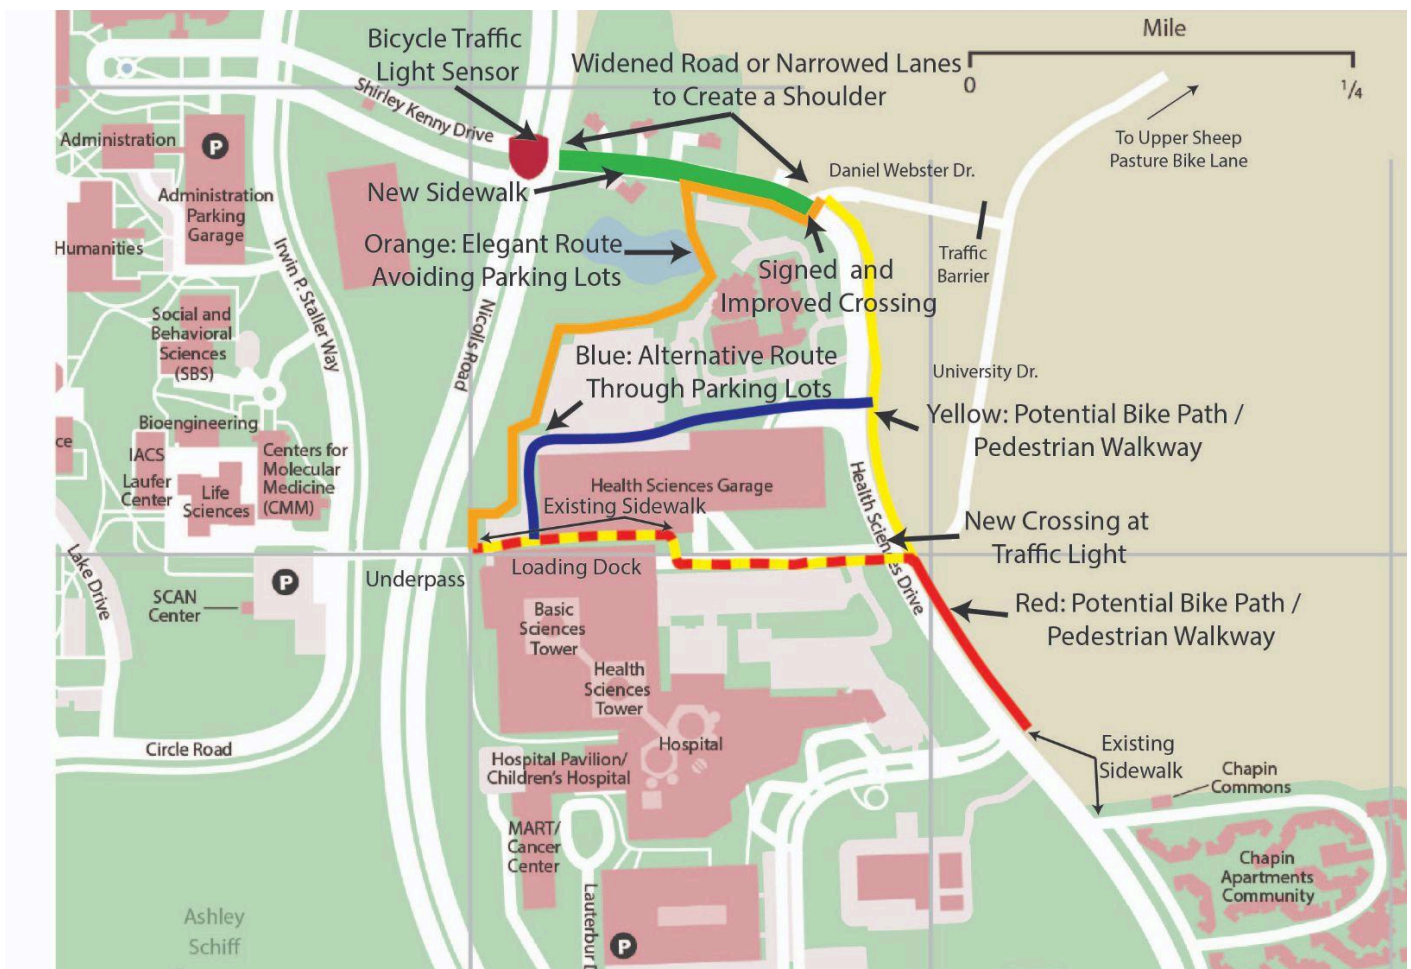 Mile
0
1/4
Bicycle Traffic
Light Sensor
Widened Road or Narrowed Lanes
to Create a Shoulder
To Upper Sheep
Pasture Bike Lane
Shirley Kenny Drive
Administration
P
Administration
Parking
Garage
Humanities
New Sidewalk
Daniel Webster Dr.
Traffic
Barrier
Orange: Elegant Route
Avoiding Parking Lots
Signed and
Improved Crossing
Irwin P. Staller Way
Nicolls Road
Social and
Behavioral
Sciences
(SBS)
Blue: Alternative Route
Through Parking Lots
University Dr.
Yellow: Potential Bike Path /
Pedestrian Walkway
Bioengineering
ce
IACS
Laufer
Center
Life
Sciences
Centers for
Molecular
Medicine
(CMM)
Health Sciences Garage
Existing Sidewalk
Health Sciences Drive
New Crossing at
Traffic Light
Lake Drive
Underpass
Loading Dock
P
SCAN
Center
Basic
Sciences
Tower
Red: Potential Bike Path /
Pedestrian Walkway
Health
Sciences
Tower
Hospital
Circle Road
Hospital Pavilion/
Children's Hospital
Existing
Sidewalk
Chapin
Commons
MART/
Cancer
Center
Chapin
Apartments
Community
Lauterbur D
P
Ashley
Schiff